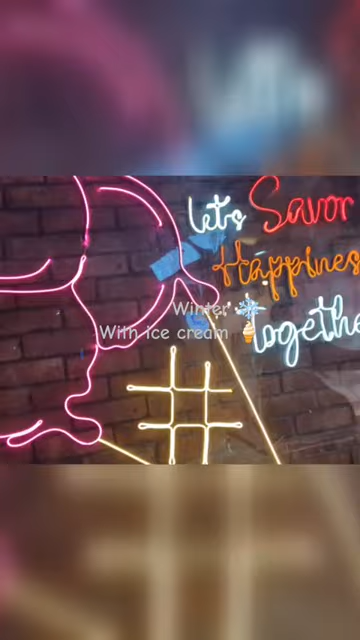 let's Savor
Happines
Togethe
Winter ❄️
With ice cream 🍦